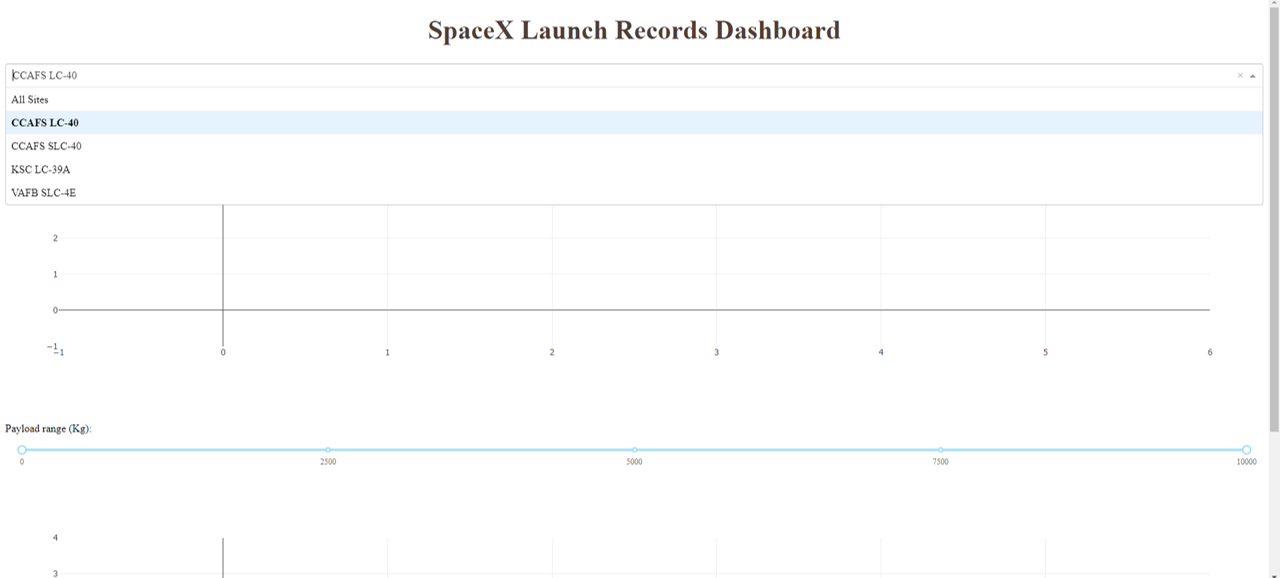 SpaceX Launch Records Dashboard
CCAFS LC-40
All Sites
CCAFS LC-40
CCAFS SLC-40
KSC LC-39A
VAFB SLC-4E
2
1
0
−1
−1 0 1 2 3 4 5 6
Payload range (Kg):
0 2500 5000 7500 10000
4
3